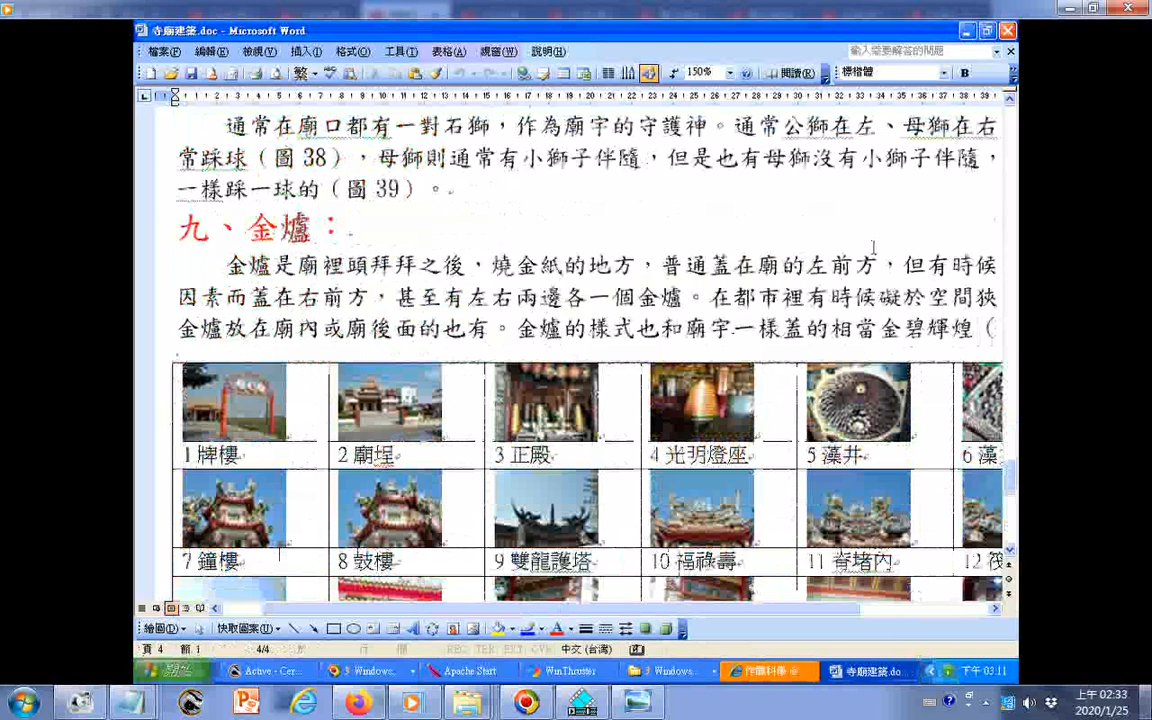 寺廟建築.doc - Microsoft Word
檔案(F) 編輯(E) 檢視(V) 插入(I) 格式(O) 工具(T) 表格(A) 視窗(W) 說明(H) 輸入需要解答的問題
繁 150% 閱讀(R) 標楷體 B
通常在廟口都有一對石獅，作為廟宇的守護神。通常公獅在左、母獅在右
常踩球（圖 38），母獅則通常有小獅子伴隨，但是也有母獅沒有小獅子伴隨，
一樣踩一球的（圖 39）。
九、金爐：
金爐是廟裡頭拜拜之後，燒金紙的地方，普通蓋在廟的左前方，但有時候
因素而蓋在右前方，甚至有左右兩邊各一個金爐。在都市裡有時候礙於空間狹
金爐放在廟內或廟後面的也有。金爐的樣式也和廟宇一樣蓋的相當金碧輝煌（
1 牌樓 2 廟埕 3 正殿 4 光明燈座 5 藻井 6 藻
7 鐘樓 8 鼓樓 9 雙龍護塔 10 福祿壽 11 脊堵內 12
繪圖(D) 快取圖案(U)
頁 4 節 1 4/4 行 欄 REC TRK EXT OVR 中文 (台灣)
Active - Cer... 3 Windows... Apache Start WinThruster 3 Windows... 寺廟建築.do... 下午 03:11
上午 02:33
2020/1/25